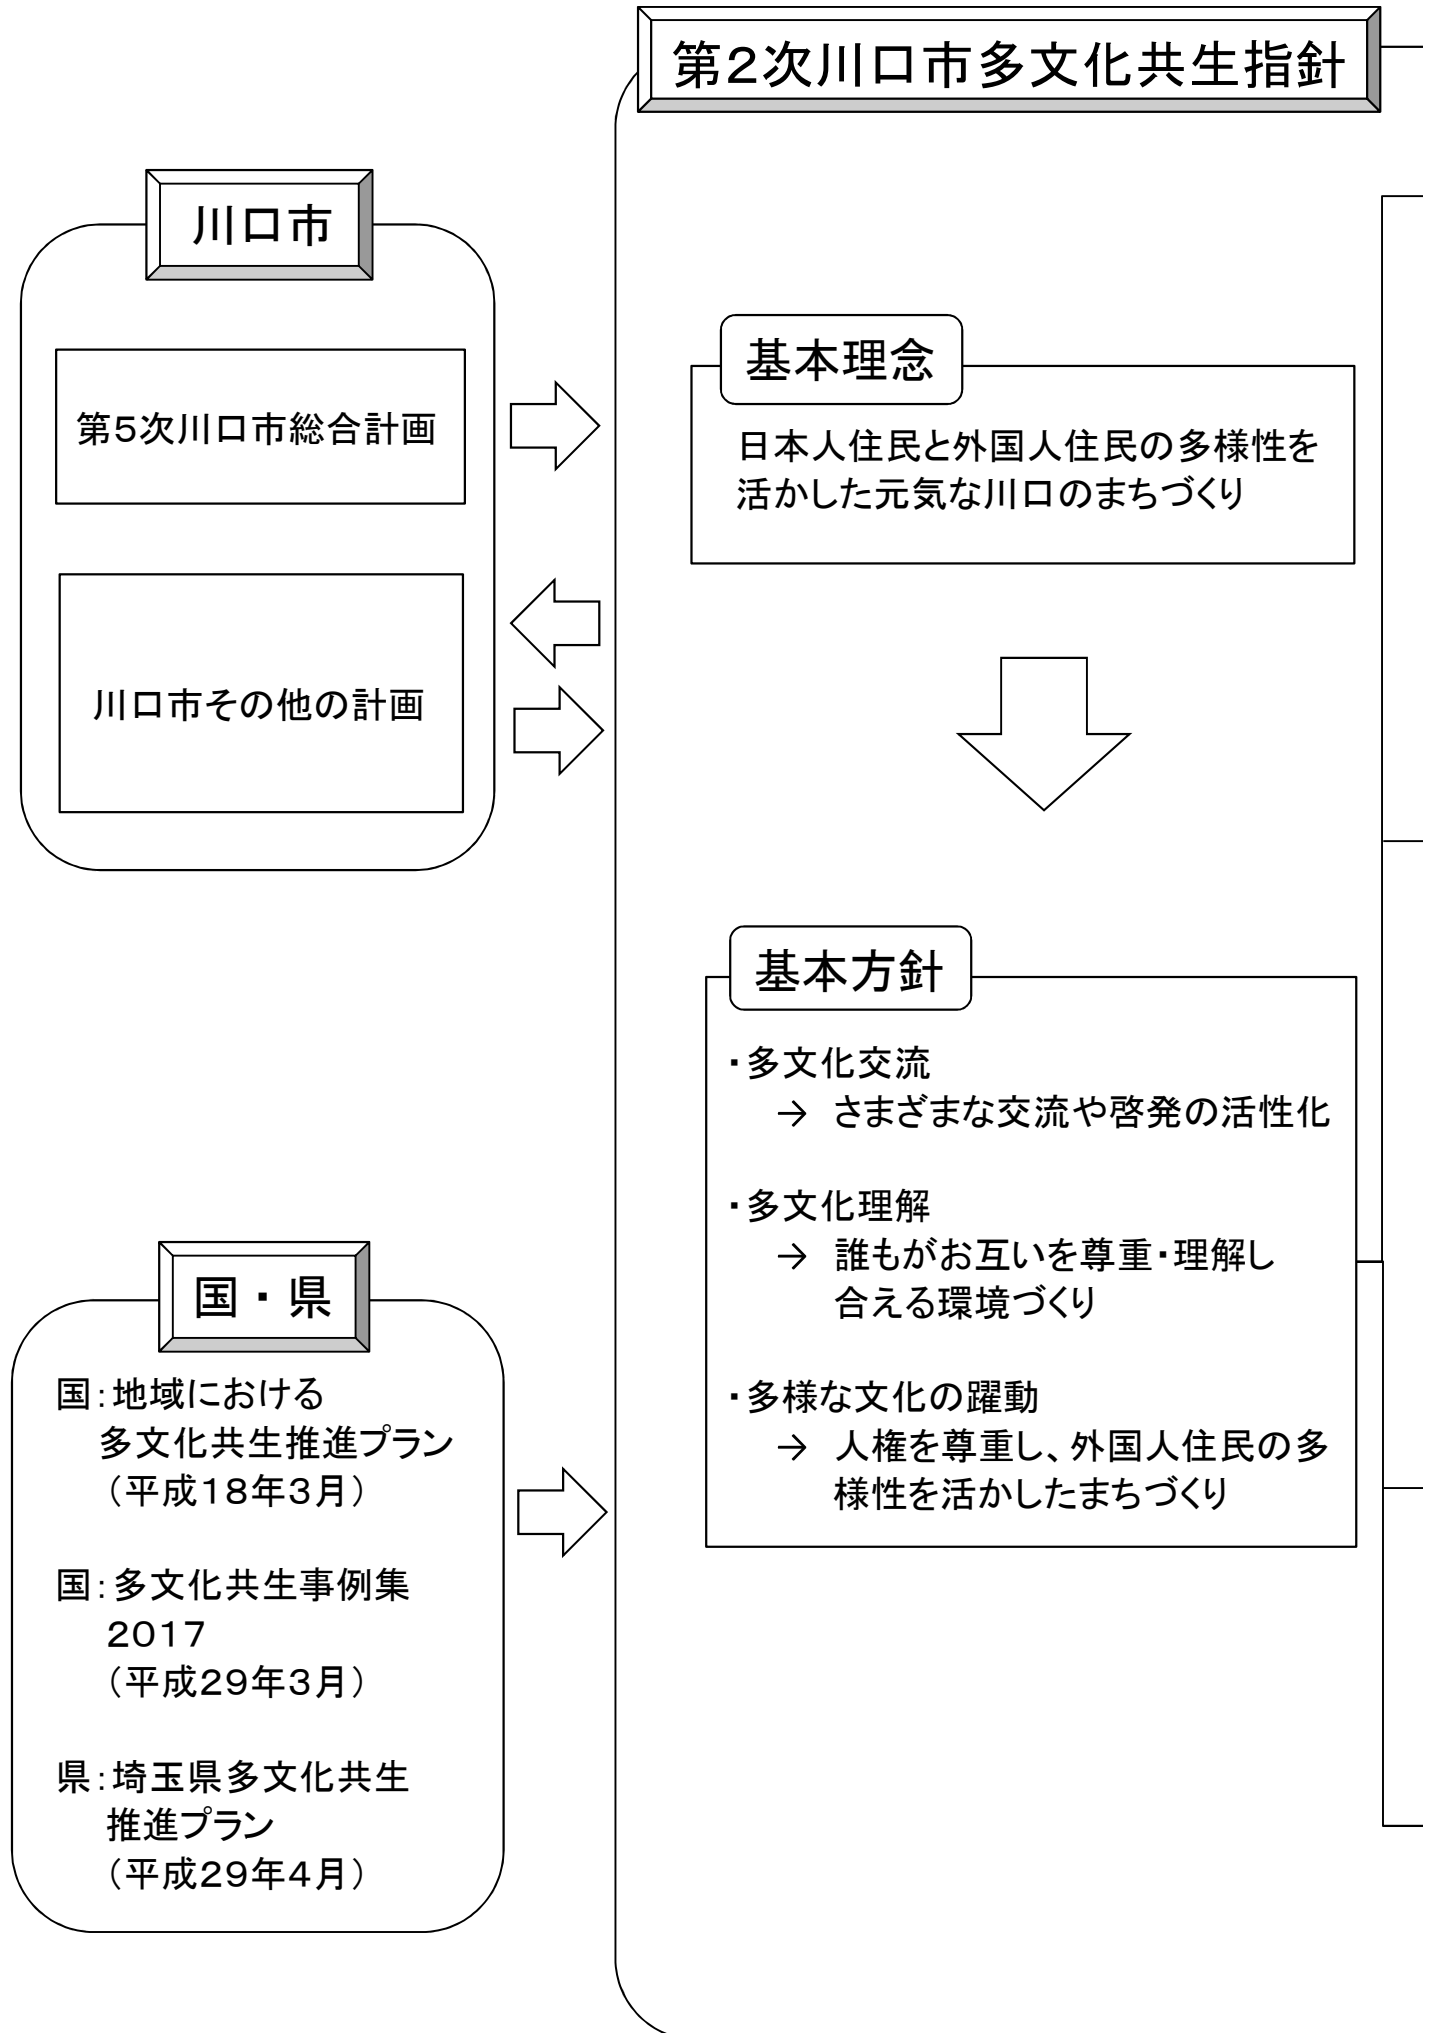 第2次川口市多文化共生指針
川口市
第5次川口市総合計画
川口市その他の計画
基本理念
日本人住民と外国人住民の多様性を
活かした元気な川口のまちづくり
基本方針
・多文化交流
→ さまざまな交流や啓発の活性化
・多文化理解
→ 誰もがお互いを尊重・理解し
合える環境づくり
・多様な文化の躍動
→ 人権を尊重し、外国人住民の多
様性を活かしたまちづくり
国・県
国:地域における
多文化共生推進プラン
(平成18年3月)
国:多文化共生事例集
2017
(平成29年3月)
県:埼玉県多文化共生
推進プラン
(平成29年4月)